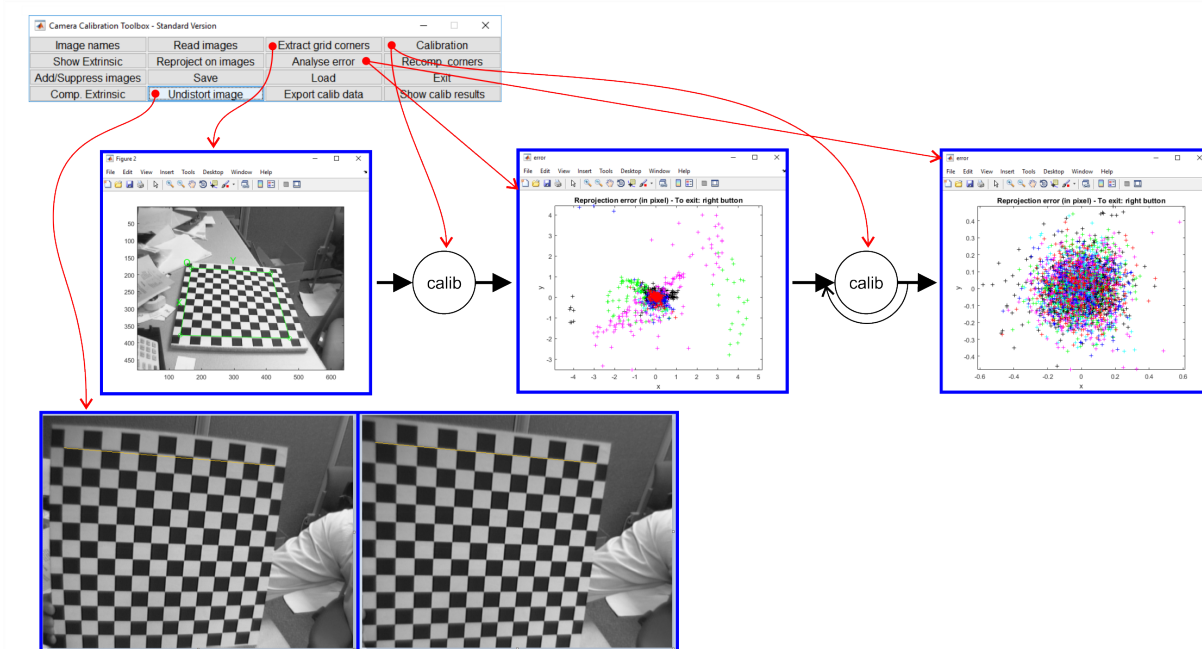 Camera Calibration Toolbox - Standard Version
Image names Read images Extract grid corners Calibration
Show Extrinsic Reproject on images Analyse error Recomp. corners
Add/Suppress images Save Load Exit
Comp. Extrinsic Undistort image Export calib data Show calib results
Figure 2
File Edit View Insert Tools Desktop Window Help
50
100
150
200
250
300
350
400
450
O
Y
100 200 300 400 500 600
calib
error
File Edit View Insert Tools Desktop Window Help
Reprojection error (in pixel) - To exit: right button
4
3
2
1
0
-1
-2
-3
y
-4 -3 -2 -1 0 1 2 3 4 5
x
calib
error
File Edit View Insert Tools Desktop Window Help
Reprojection error (in pixel) - To exit: right button
0.4
0.3
0.2
0.1
0
-0.1
-0.2
-0.3
-0.4
y
-0.6 -0.4 -0.2 0 0.2 0.4 0.6
x